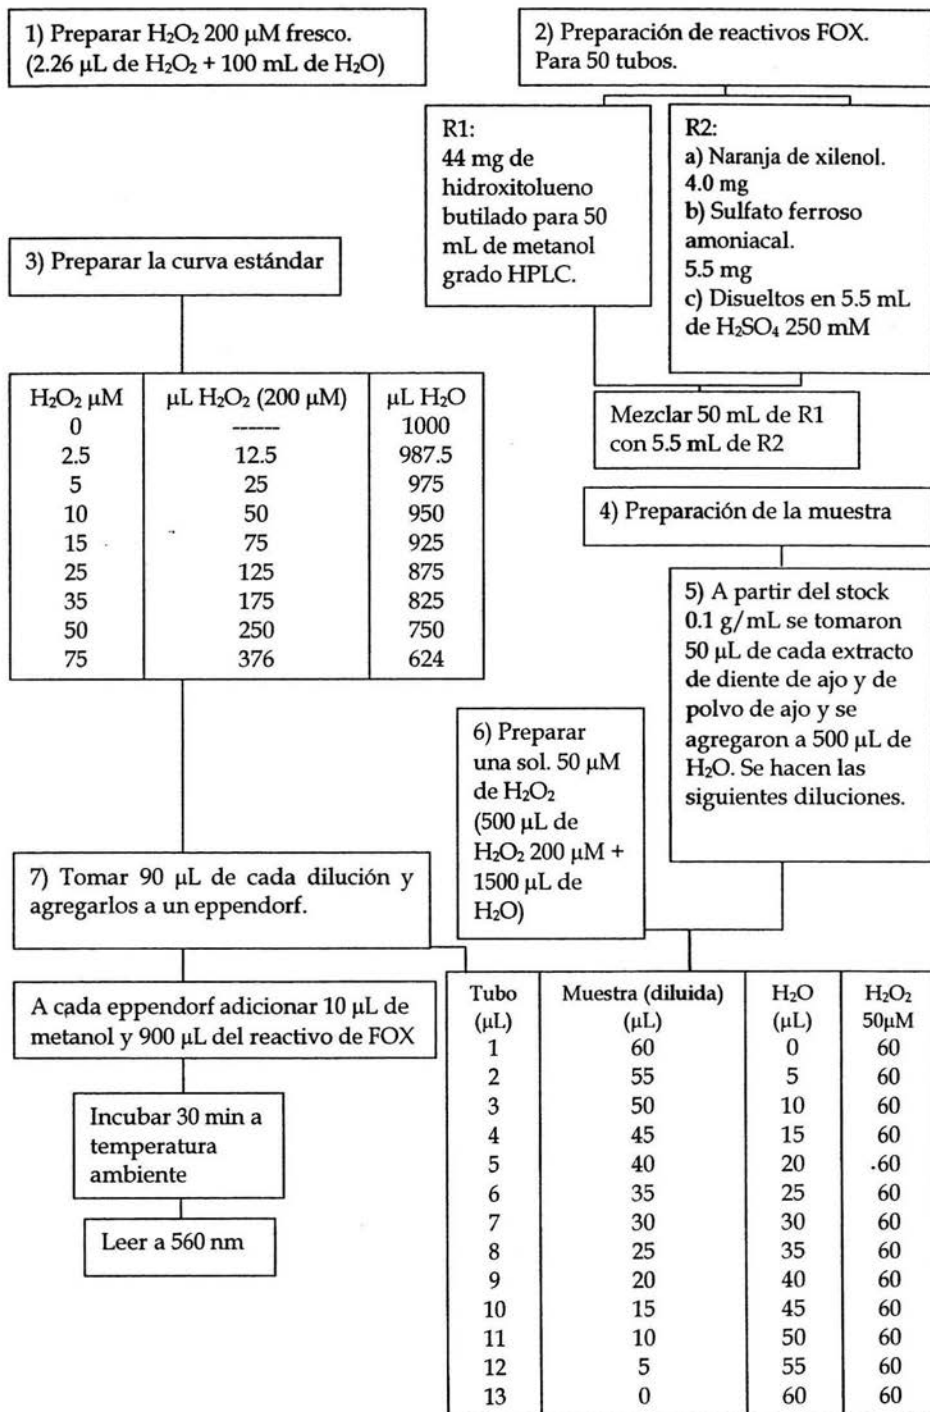 1) Preparar H₂O₂ 200 μM fresco.
(2.26 μL de H₂O₂ + 100 mL de H₂O)
2) Preparación de reactivos FOX.
Para 50 tubos.
R1:
44 mg de
hidroxitolueno
butilado para 50
mL de metanol
grado HPLC.
R2:
a) Naranja de xilenol.
4.0 mg
b) Sulfato ferroso
amoniacal.
5.5 mg
c) Disueltos en 5.5 mL
de H₂SO₄ 250 mM
Mezclar 50 mL de R1
con 5.5 mL de R2
3) Preparar la curva estándar
H₂O₂ μM μL H₂O₂ (200 μM) μL H₂O
0 ------ 1000
2.5 12.5 987.5
5 25 975
10 50 950
15 75 925
25 125 875
35 175 825
50 250 750
75 376 624
4) Preparación de la muestra
5) A partir del stock
0.1 g/mL se tomaron
50 μL de cada extracto
de diente de ajo y de
polvo de ajo y se
agregaron a 500 μL de
H₂O. Se hacen las
siguientes diluciones.
6) Preparar
una sol. 50 μM
de H₂O₂
(500 μL de
H₂O₂ 200 μM +
1500 μL de
H₂O)
7) Tomar 90 μL de cada dilución y
agregarlos a un eppendorf.
A cada eppendorf adicionar 10 μL de
metanol y 900 μL del reactivo de FOX
Incubar 30 min a
temperatura
ambiente
Leer a 560 nm
Tubo Muestra (diluida) H₂O H₂O₂
(μL) (μL) (μL) 50μM
1 60 0 60
2 55 5 60
3 50 10 60
4 45 15 60
5 40 20 .60
6 35 25 60
7 30 30 60
8 25 35 60
9 20 40 60
10 15 45 60
11 10 50 60
12 5 55 60
13 0 60 60